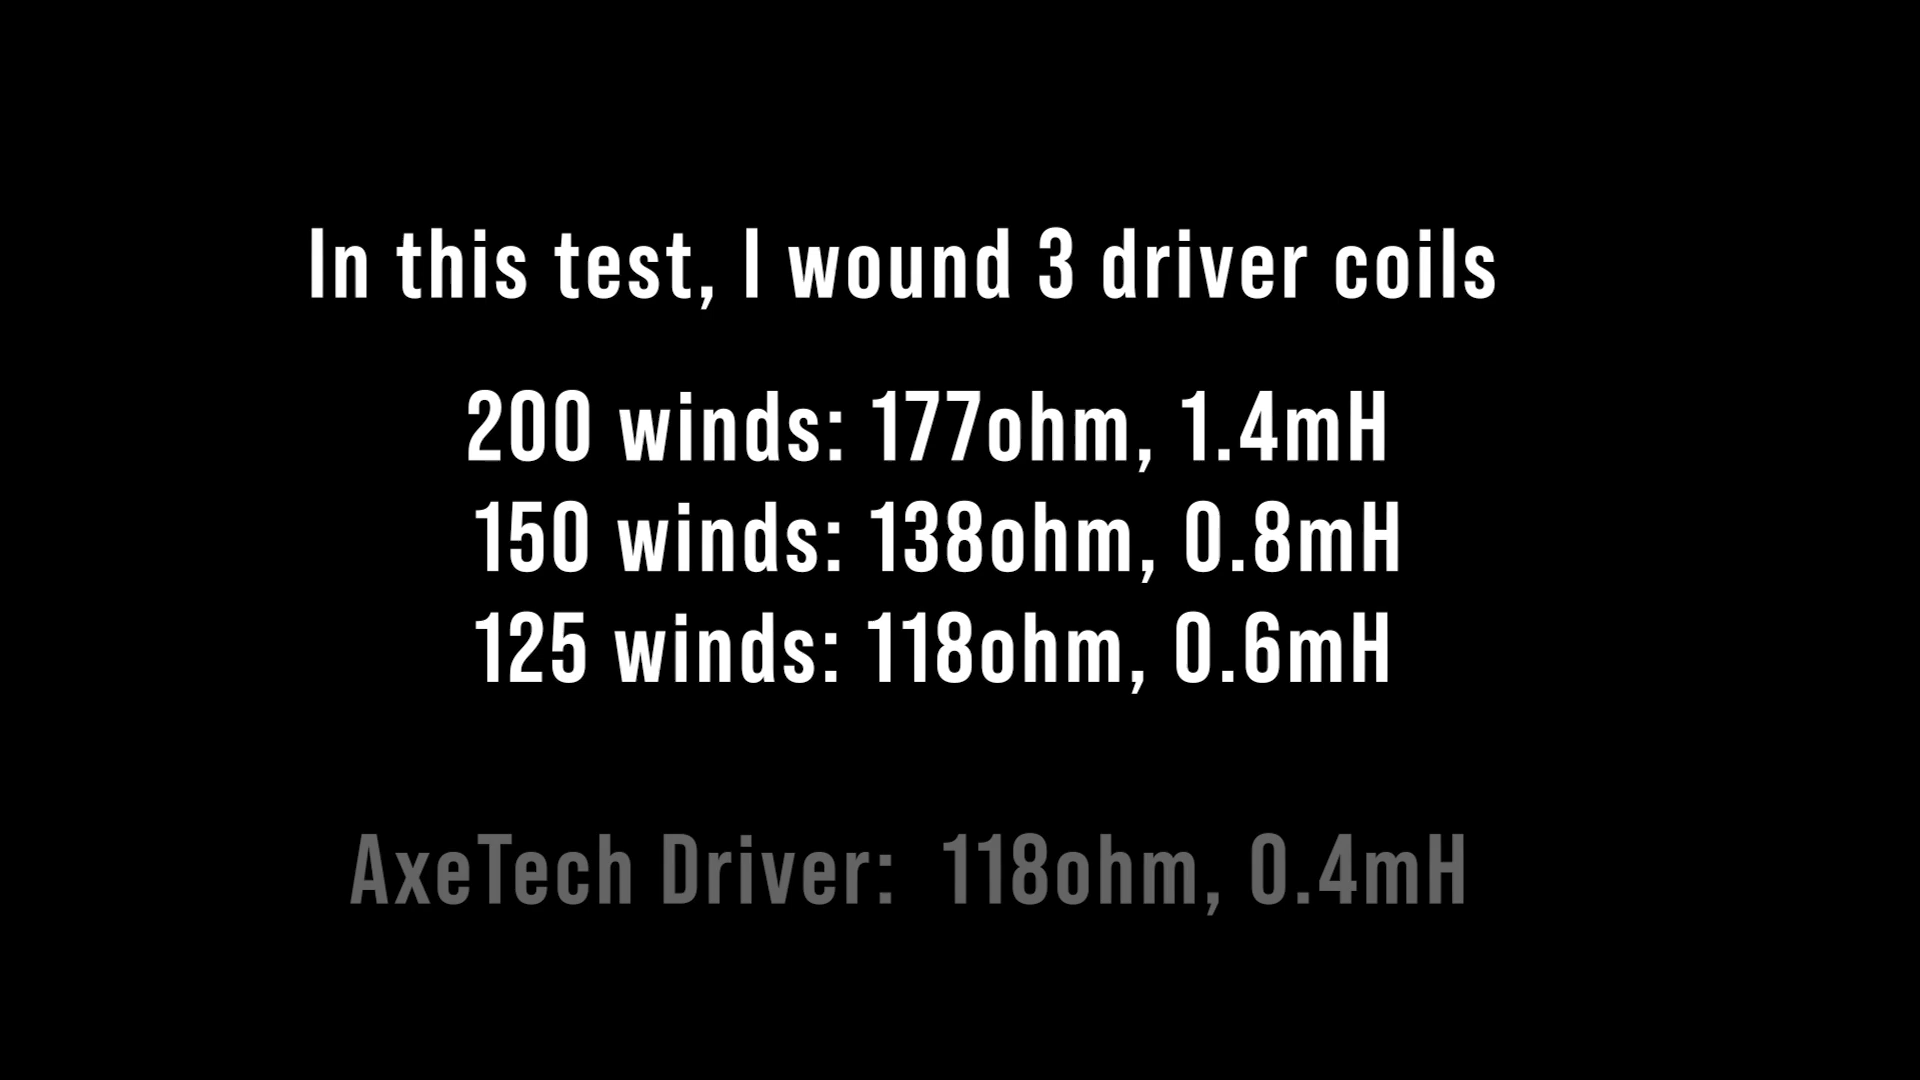 In this test, I wound 3 driver coils
200 winds: 177ohm, 1.4mH
150 winds: 138ohm, 0.8mH
125 winds: 118ohm, 0.6mH
AxeTech Driver: 118ohm, 0.4mH